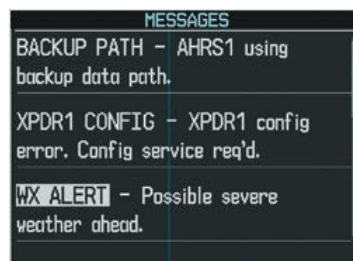 MESSAGES
BACKUP PATH – AHRS1 using
backup data path.
XPDR1 CONFIG – XPDR1 config
error. Config service req'd.
WX ALERT – Possible severe
weather ahead.